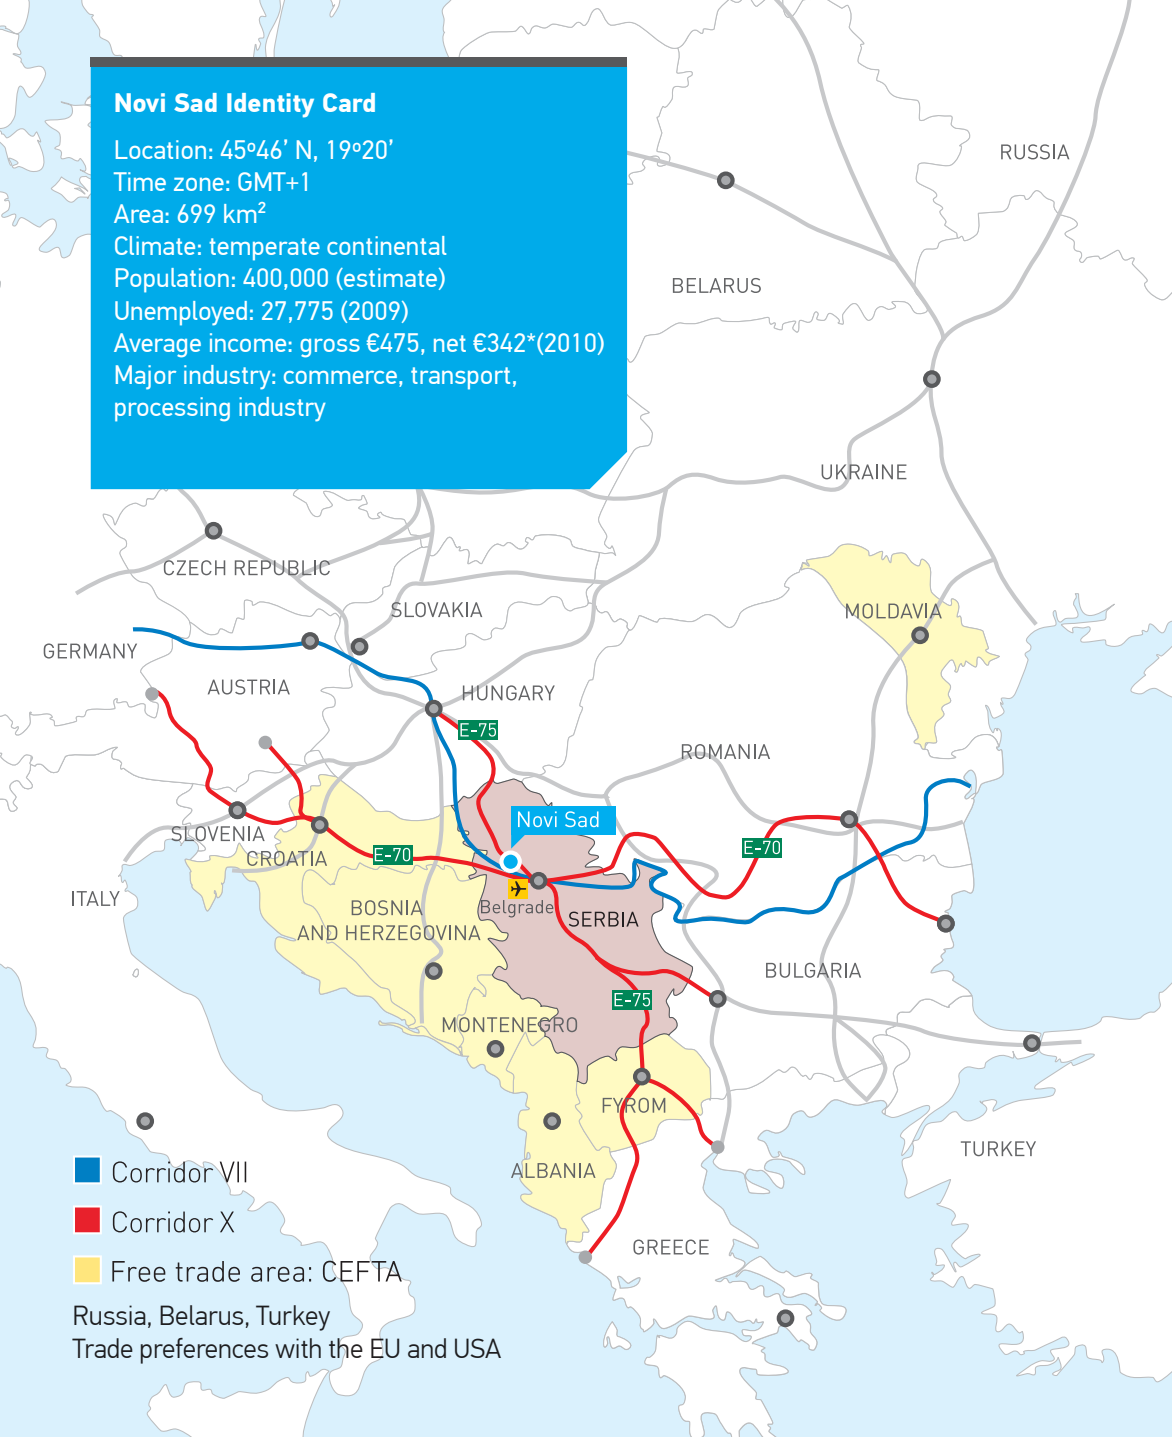 Novi Sad Identity Card
Location: 45º46’ N, 19º20’
Time zone: GMT+1
Area: 699 km²
Climate: temperate continental
Population: 400,000 (estimate)
Unemployed: 27,775 (2009)
Average income: gross €475, net €342*(2010)
Major industry: commerce, transport,
processing industry
RUSSIA
BELARUS
UKRAINE
CZECH REPUBLIC
SLOVAKIA
MOLDAVIA
GERMANY
AUSTRIA
HUNGARY
E-75
ROMANIA
Novi Sad
SLOVENIA
CROATIA
E-70
E-70
ITALY
BOSNIA
AND HERZEGOVINA
Belgrade
SERBIA
BULGARIA
E-75
MONTENEGRO
FYROM
ALBANIA
TURKEY
GREECE
Corridor VII
Corridor X
Free trade area: CEFTA
Russia, Belarus, Turkey
Trade preferences with the EU and USA